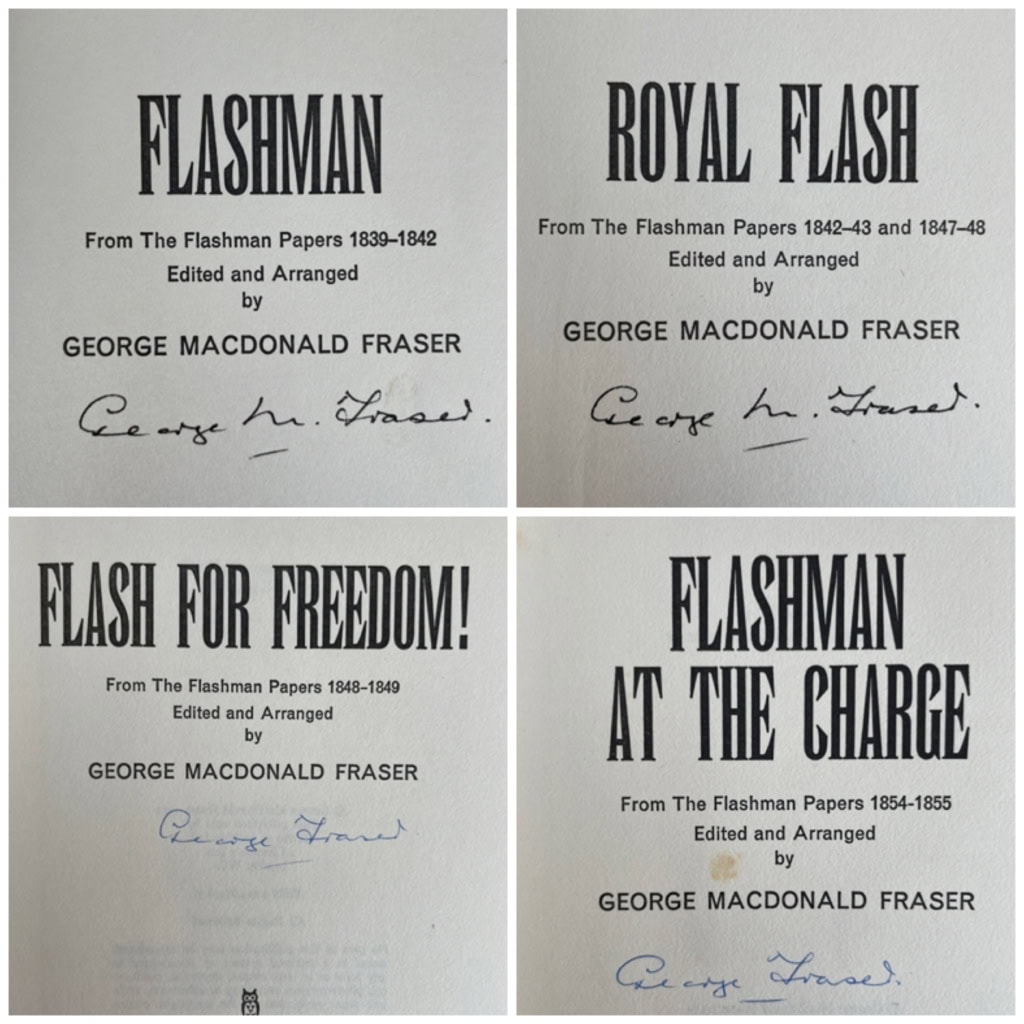 FLASHMAN
From The Flashman Papers 1839–1842
Edited and Arranged
by
GEORGE MACDONALD FRASER
George M. Fraser.
ROYAL FLASH
From The Flashman Papers 1842–43 and 1847–48
Edited and Arranged
by
GEORGE MACDONALD FRASER
George M. Fraser.
FLASH FOR FREEDOM!
From The Flashman Papers 1848–1849
Edited and Arranged
by
GEORGE MACDONALD FRASER
George Fraser
FLASHMAN
AT THE CHARGE
From The Flashman Papers 1854-1855
Edited and Arranged
by
GEORGE MACDONALD FRASER
George Fraser.